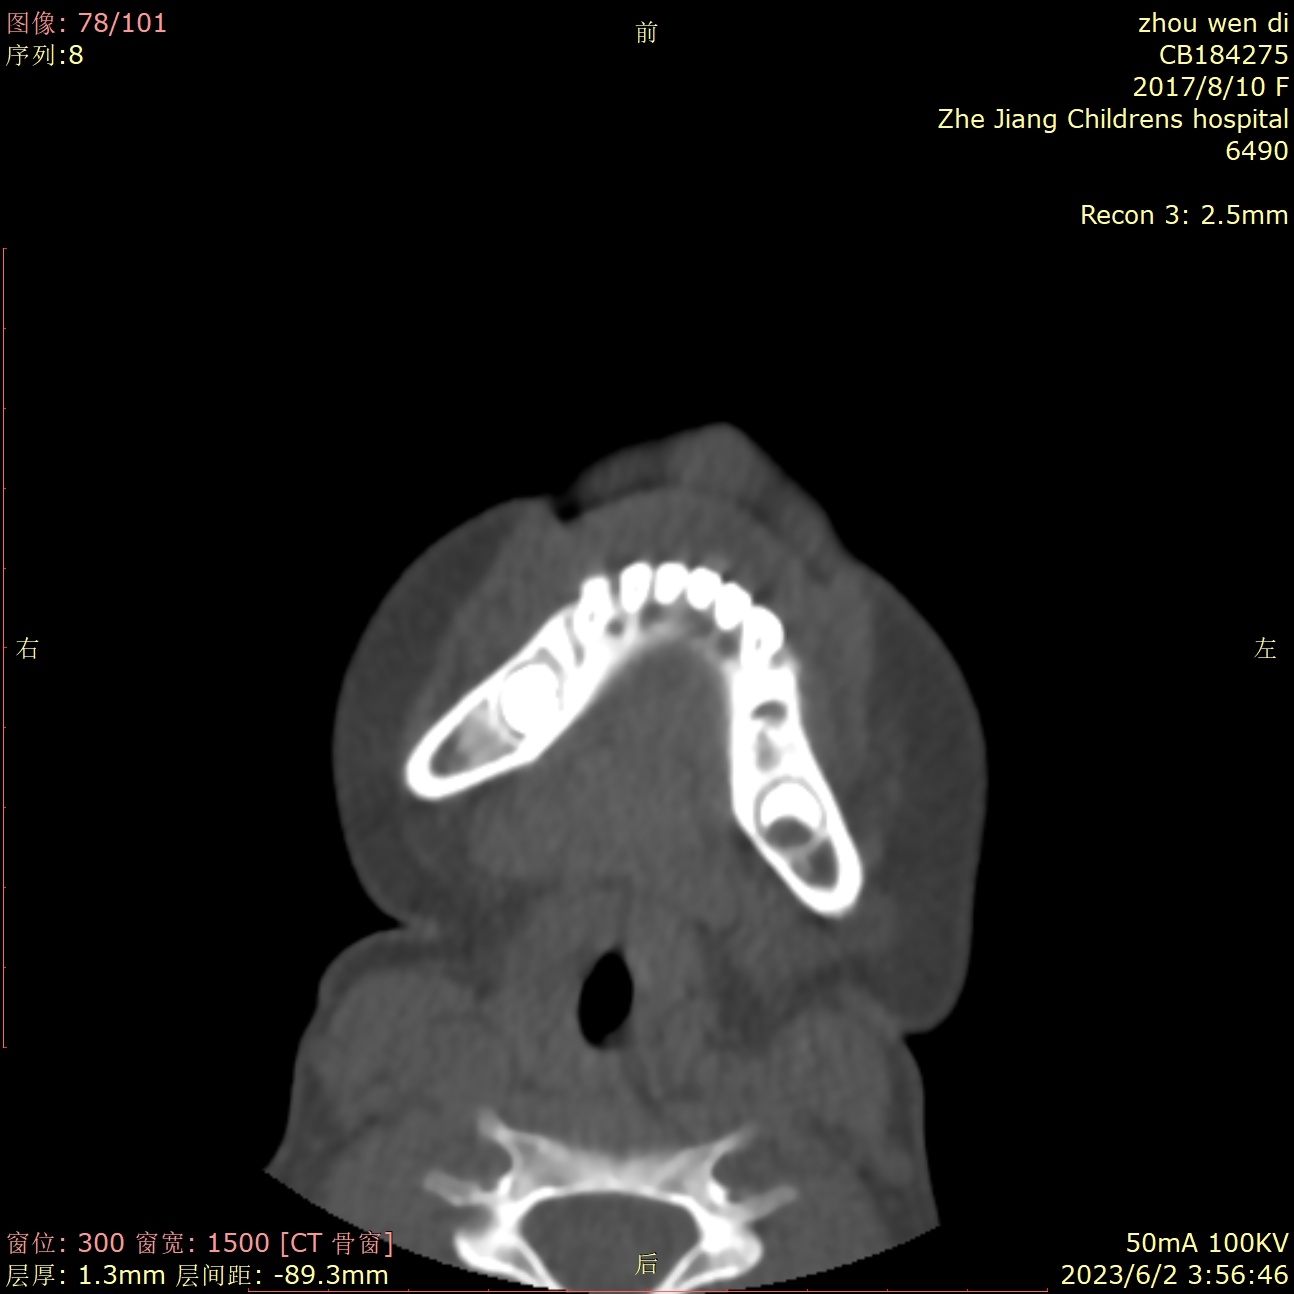 图像: 78/101
序列:8
前
zhou wen di
CB184275
2017/8/10 F
Zhe Jiang Childrens hospital
6490
Recon 3: 2.5mm
右
左
窗位: 300 窗宽: 1500 [CT 骨窗]
层厚: 1.3mm 层间距: -89.3mm
后
50mA 100KV
2023/6/2 3:56:46